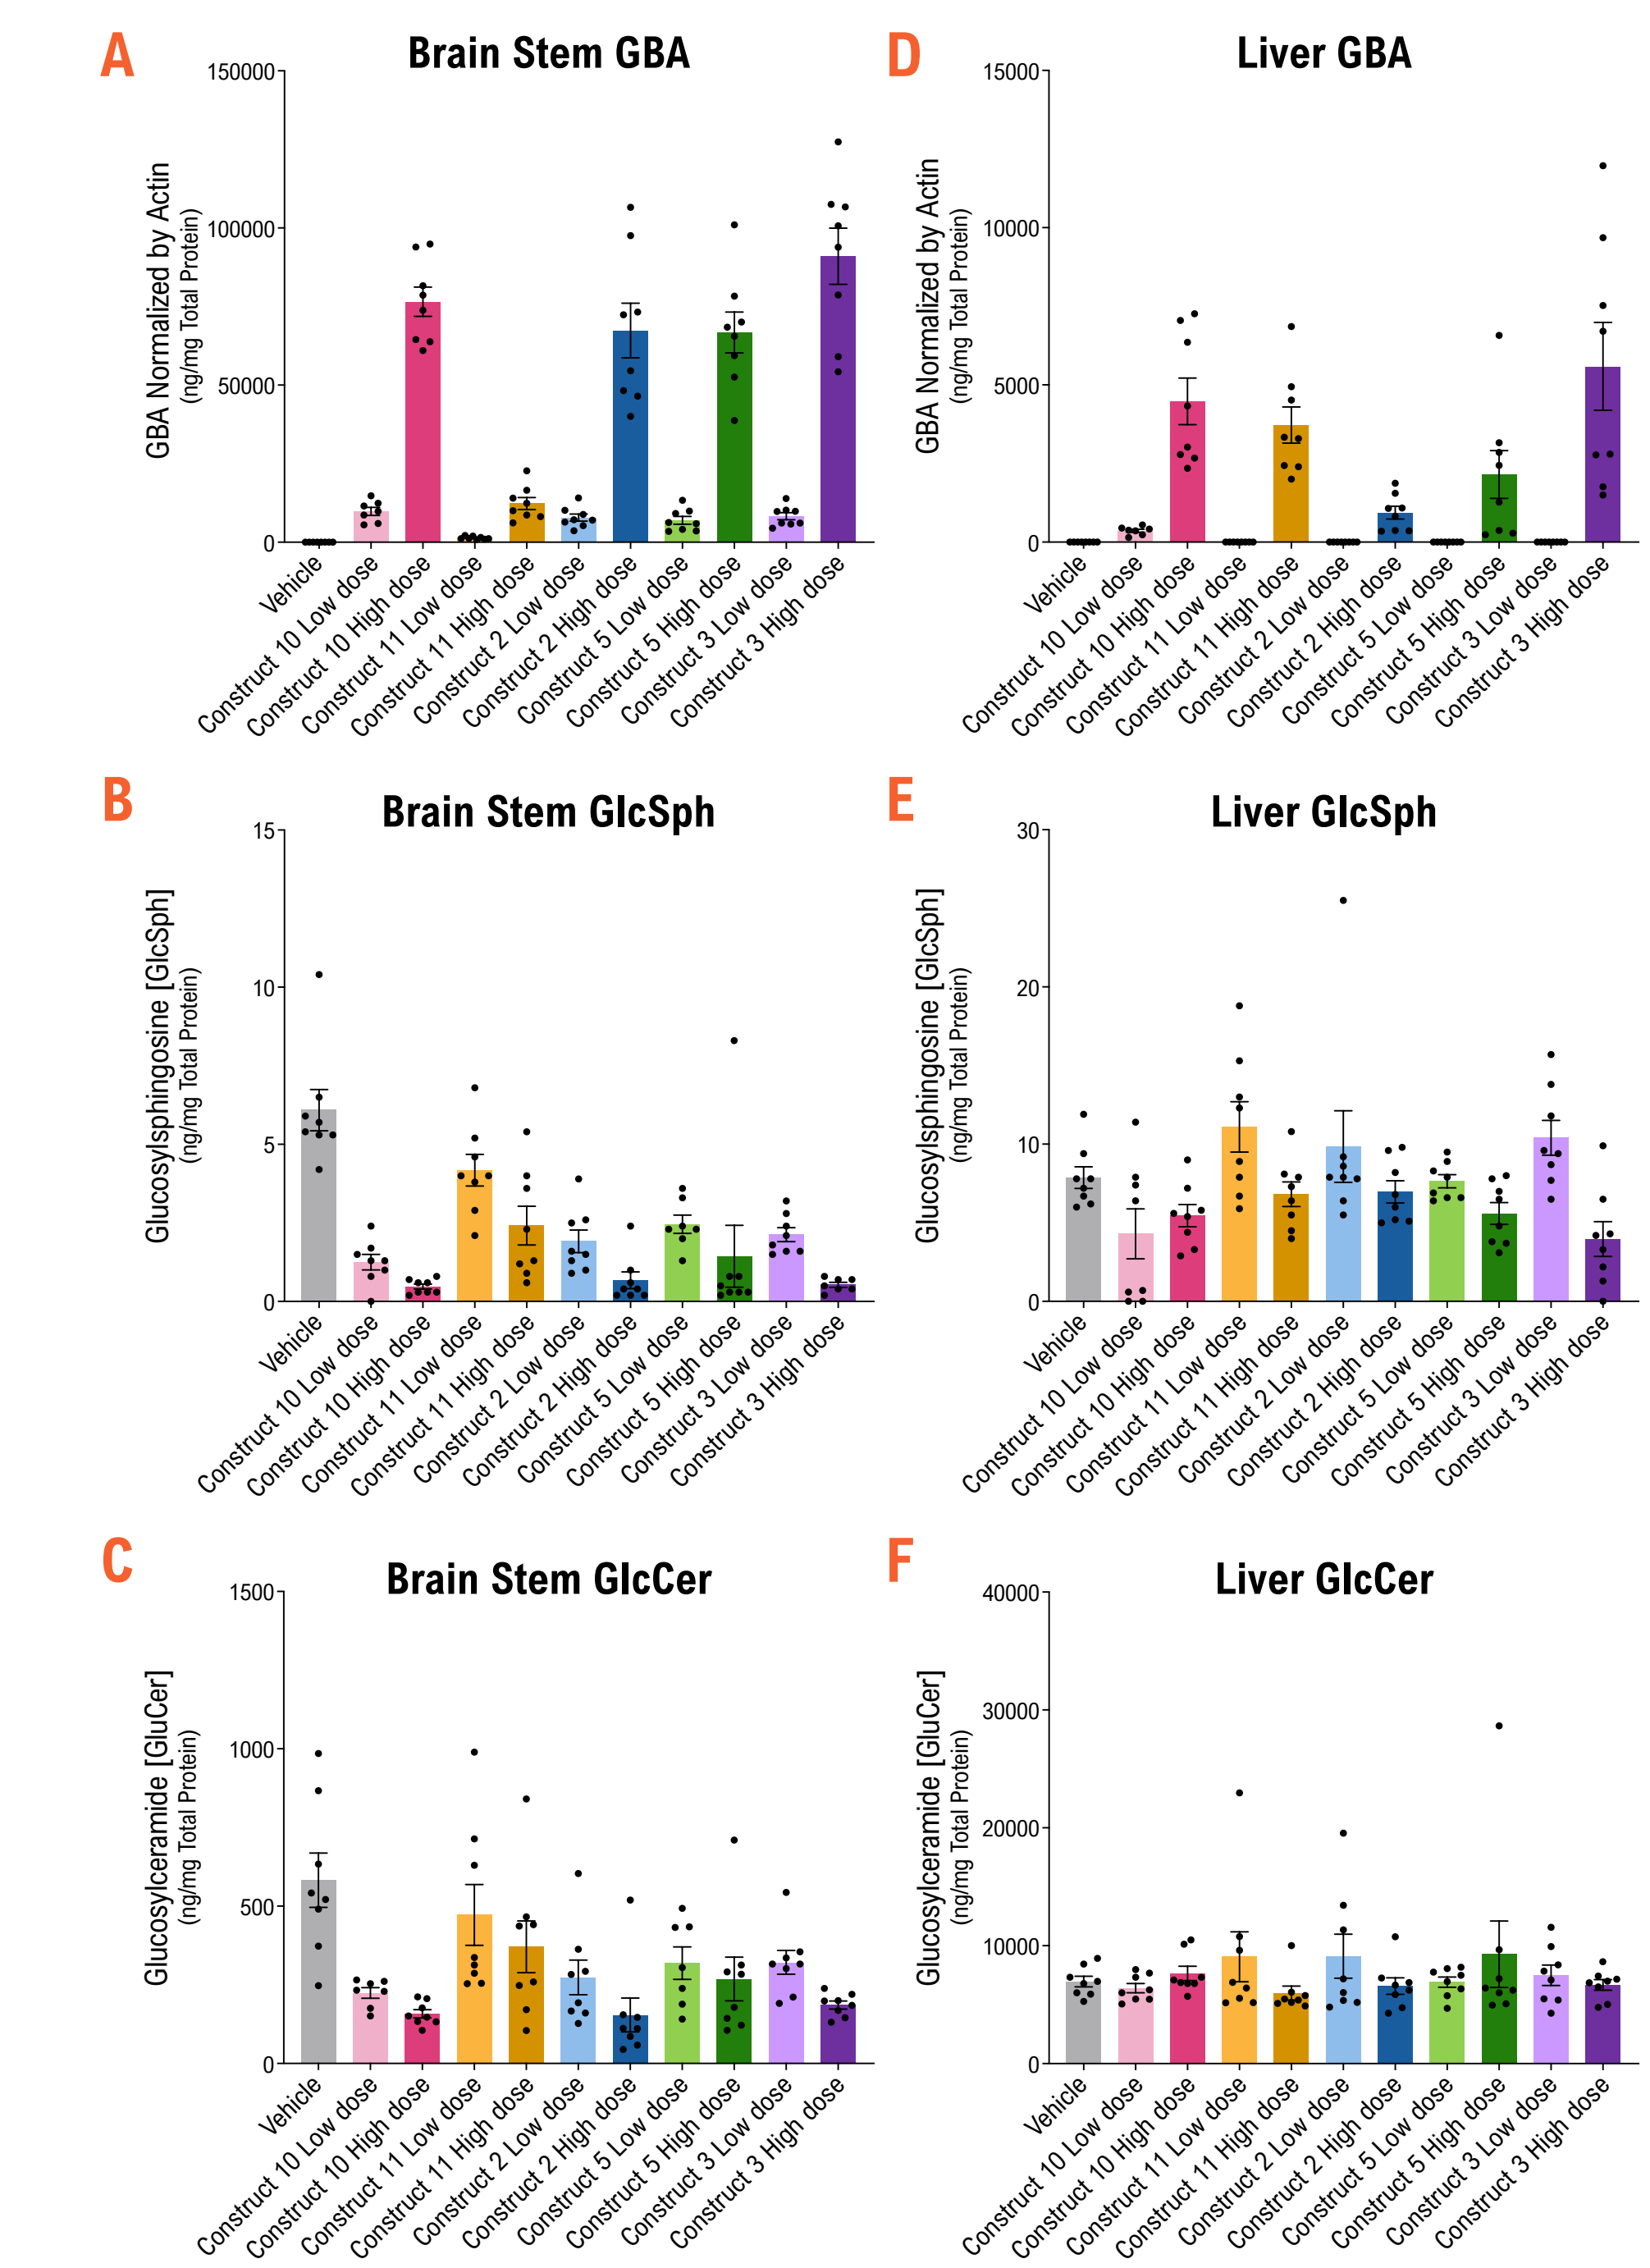 A
Brain Stem GBA
GBA Normalized by Actin
(ng/mg Total Protein)
150000
100000
50000
0
Vehicle
Construct 10 Low dose
Construct 10 High dose
Construct 11 Low dose
Construct 11 High dose
Construct 2 Low dose
Construct 2 High dose
Construct 5 Low dose
Construct 5 High dose
Construct 3 Low dose
Construct 3 High dose
D
Liver GBA
GBA Normalized by Actin
(ng/mg Total Protein)
15000
10000
5000
0
Vehicle
Construct 10 Low dose
Construct 10 High dose
Construct 11 Low dose
Construct 11 High dose
Construct 2 Low dose
Construct 2 High dose
Construct 5 Low dose
Construct 5 High dose
Construct 3 Low dose
Construct 3 High dose
B
Brain Stem GlcSph
Glucosylsphingosine [GlcSph]
(ng/mg Total Protein)
15
10
5
0
Vehicle
Construct 10 Low dose
Construct 10 High dose
Construct 11 Low dose
Construct 11 High dose
Construct 2 Low dose
Construct 2 High dose
Construct 5 Low dose
Construct 5 High dose
Construct 3 Low dose
Construct 3 High dose
E
Liver GlcSph
Glucosylsphingosine [GlcSph]
(ng/mg Total Protein)
30
20
10
0
Vehicle
Construct 10 Low dose
Construct 10 High dose
Construct 11 Low dose
Construct 11 High dose
Construct 2 Low dose
Construct 2 High dose
Construct 5 Low dose
Construct 5 High dose
Construct 3 Low dose
Construct 3 High dose
C
Brain Stem GlcCer
Glucosylceramide [GluCer]
(ng/mg Total Protein)
1500
1000
500
0
Vehicle
Construct 10 Low dose
Construct 10 High dose
Construct 11 Low dose
Construct 11 High dose
Construct 2 Low dose
Construct 2 High dose
Construct 5 Low dose
Construct 5 High dose
Construct 3 Low dose
Construct 3 High dose
F
Liver GlcCer
Glucosylceramide [GluCer]
(ng/mg Total Protein)
40000
30000
20000
10000
0
Vehicle
Construct 10 Low dose
Construct 10 High dose
Construct 11 Low dose
Construct 11 High dose
Construct 2 Low dose
Construct 2 High dose
Construct 5 Low dose
Construct 5 High dose
Construct 3 Low dose
Construct 3 High dose